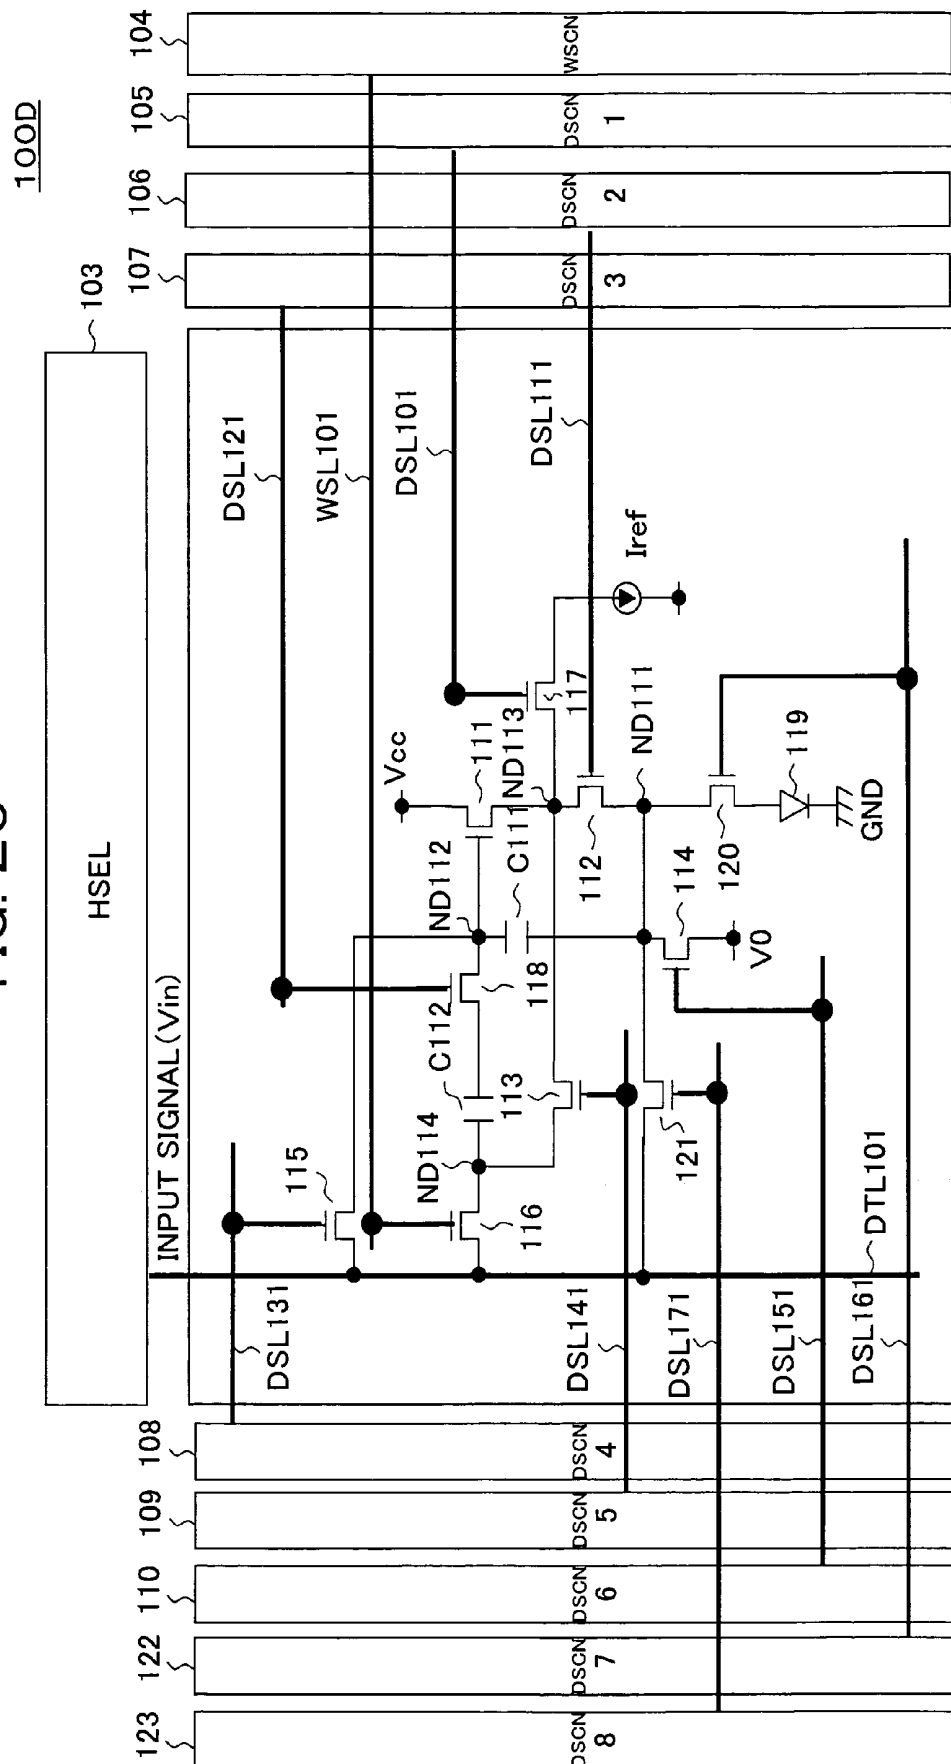 100D
103
HSEL
INPUT SIGNAL(Vin)
123
122
110
109
108
107
106
105
104
DSCN 8
DSCN 7
DSCN 6
DSCN 5
DSCN 4
DSCN 3
DSCN 2
DSCN 1
WSCN
DSL131
115
DSL121
WSL101
DSL101
DSL111
ND114
C112
118
ND112
C111
111
Vcc
116
113
ND113
117
Iref
DSL141
112
ND111
DSL171
121
114
V0
120
119
GND
DSL151
DSL161
DTL101